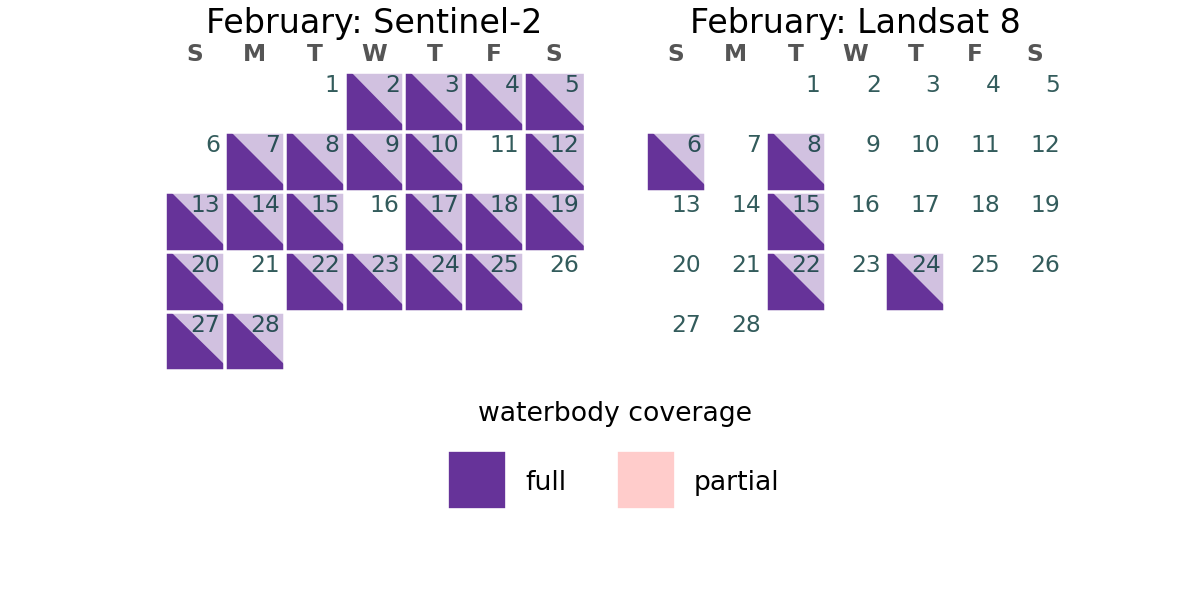 February: Sentinel-2
S M T W T F S
1 2 3 4 5
6 7 8 9 10 11 12
13 14 15 16 17 18 19
20 21 22 23 24 25 26
27 28
February: Landsat 8
S M T W T F S
1 2 3 4 5
6 7 8 9 10 11 12
13 14 15 16 17 18 19
20 21 22 23 24 25 26
27 28
waterbody coverage
full partial